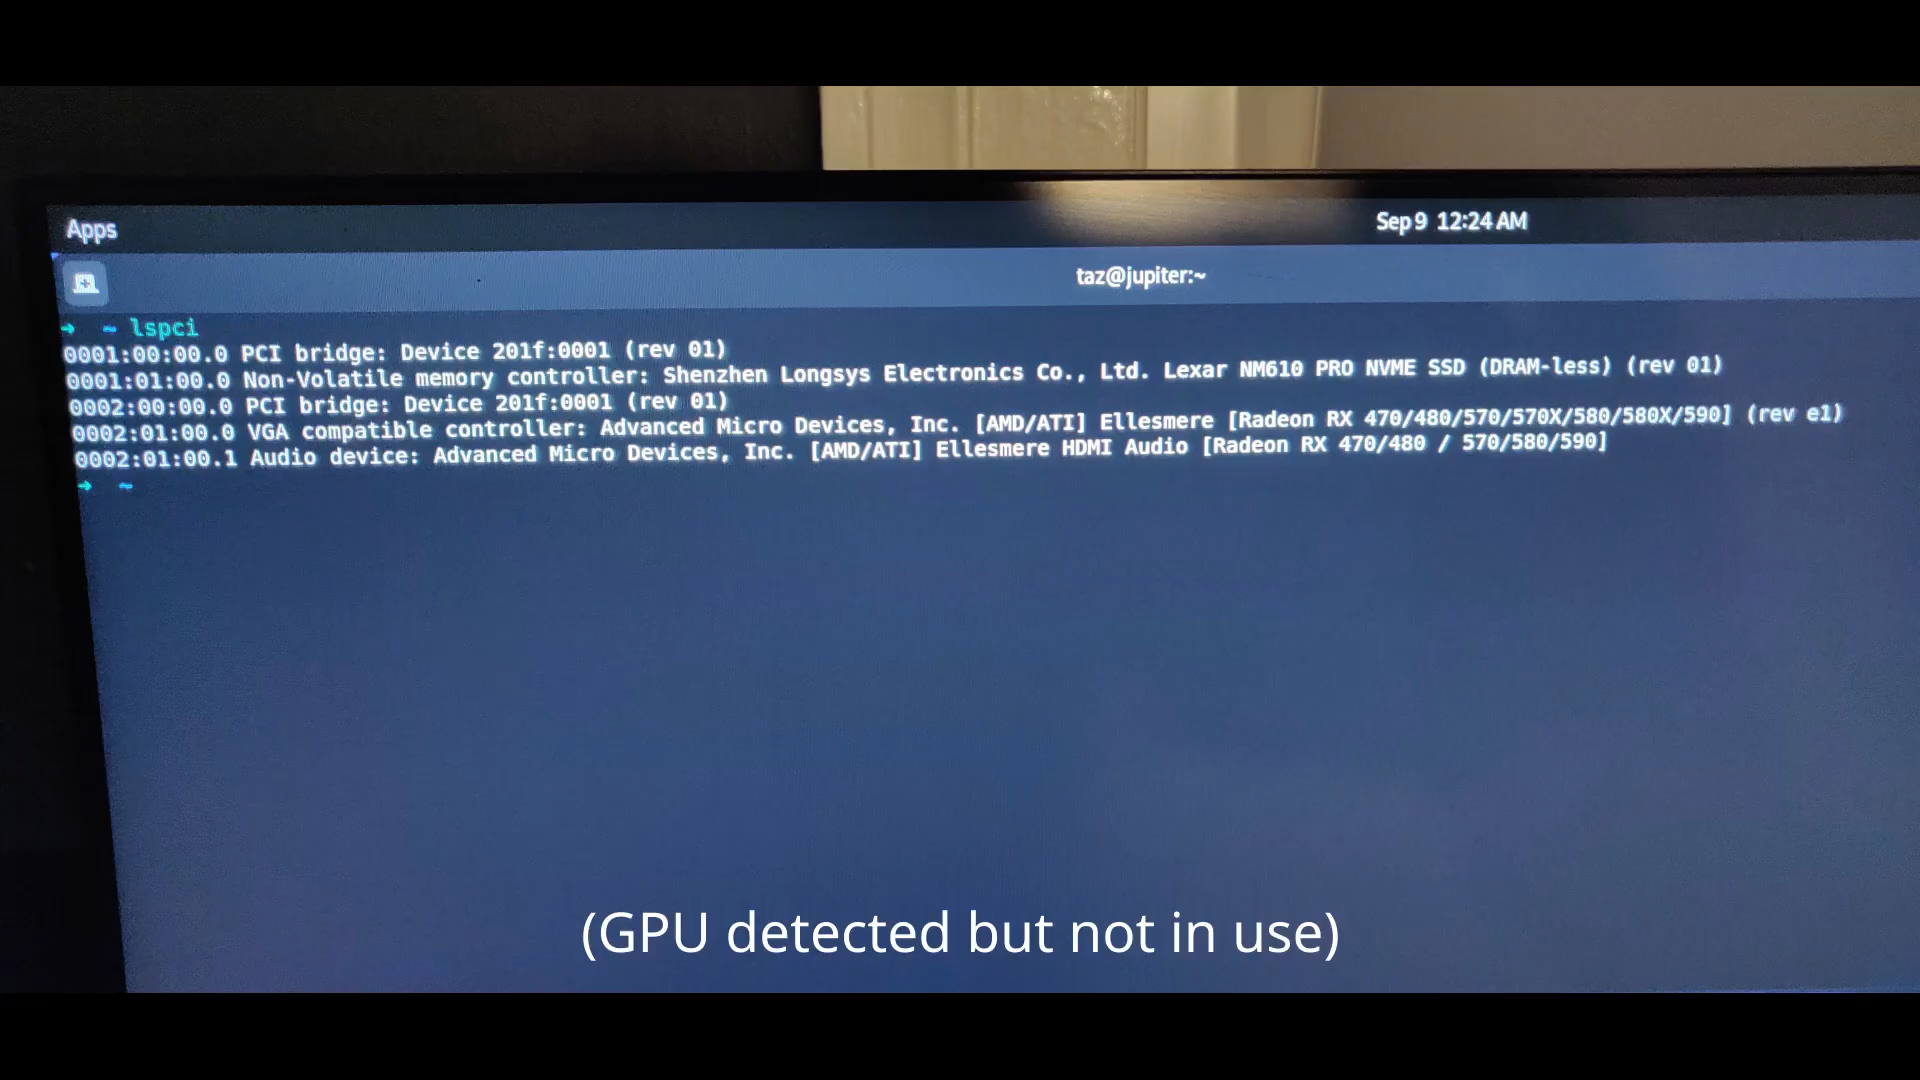 Apps
Sep 9 12:24 AM
taz@jupiter:~
→ ~ lspci
0001:00:00.0 PCI bridge: Device 201f:0001 (rev 01)
0001:01:00.0 Non-Volatile memory controller: Shenzhen Longsys Electronics Co., Ltd. Lexar NM610 PRO NVME SSD (DRAM-less) (rev 01)
0002:00:00.0 PCI bridge: Device 201f:0001 (rev 01)
0002:01:00.0 VGA compatible controller: Advanced Micro Devices, Inc. [AMD/ATI] Ellesmere [Radeon RX 470/480/570/570X/580/580X/590] (rev e1)
0002:01:00.1 Audio device: Advanced Micro Devices, Inc. [AMD/ATI] Ellesmere HDMI Audio [Radeon RX 470/480 / 570/580/590]
→ ~
(GPU detected but not in use)